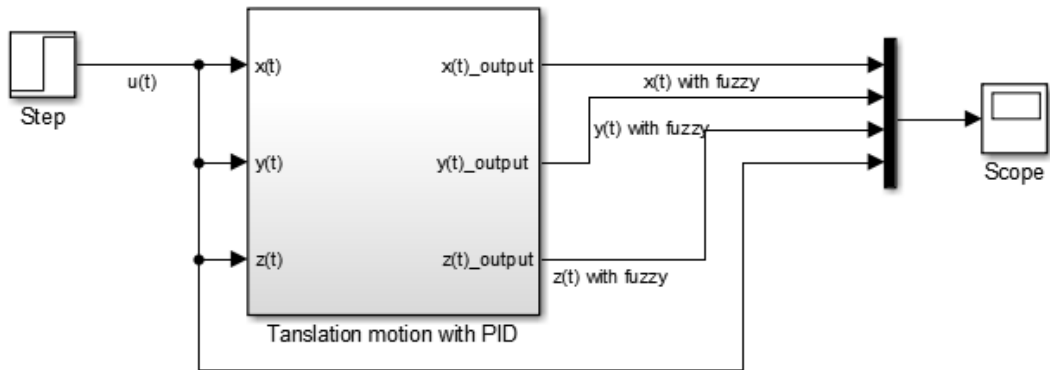 x(t)
x(t)_output
u(t)
x(t) with fuzzy
Step
y(t) with fuzzy
y(t)
y(t)_output
Scope
z(t)
z(t)_output
z(t) with fuzzy
Tanslation motion with PID